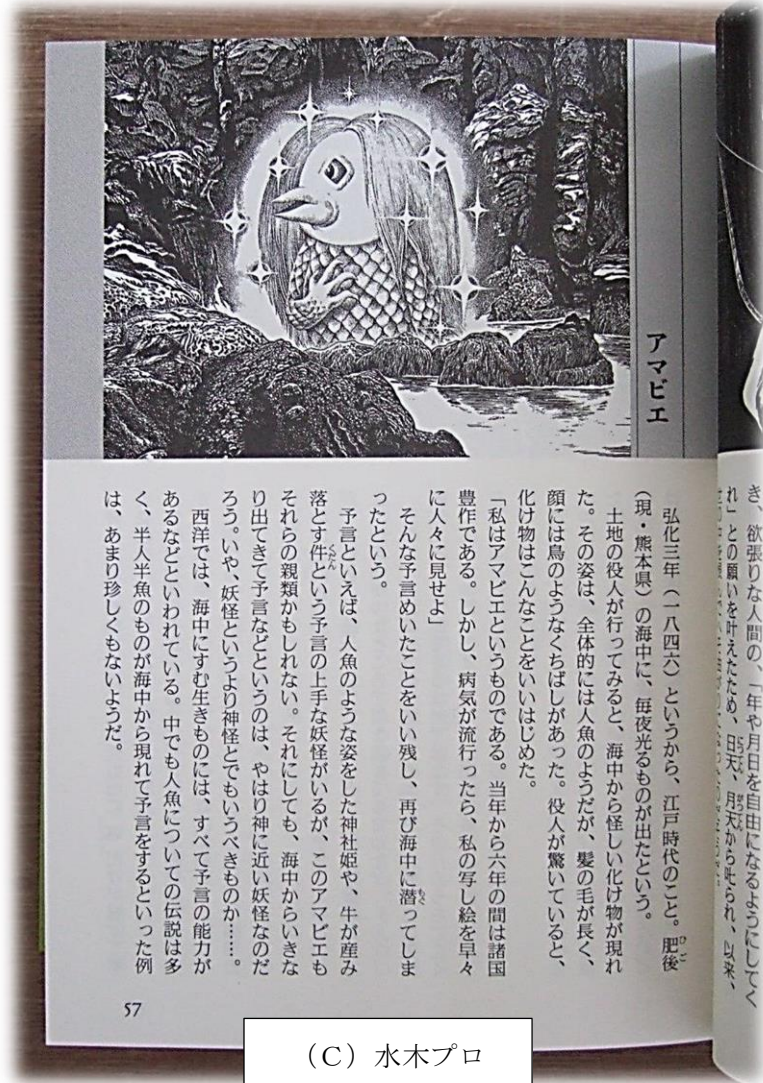 き、欲張りな人間の、「年や月日を自由になるようにしてく
れ」との願いを叶えたため、日天、月天から叱られ、以来、
アマビエ
弘化三年(一八四六)というから、江戸時代のこと。肥後
(現・熊本県)の海中に、毎夜光るものが出たという。
土地の役人が行ってみると、海中から怪しい化け物が現れ
た。その姿は、全体的には人魚のようだが、髪の毛が長く、
顔には鳥のようなくちばしがあった。役人が驚いていると、
化け物はこんなことをいいはじめた。
「私はアマビエというものである。当年から六年の間は諸国
豊作である。しかし、病気が流行ったら、私の写し絵を早々
に人々に見せよ」
そんな予言めいたことをいい残し、再び海中に潜ってしま
ったという。
予言といえば、人魚のような姿をした神社姫や、牛が産み
落とす件という予言の上手な妖怪がいるが、このアマビエも
それらの親類かもしれない。それにしても、海中からいきな
り出てきて予言などというのは、やはり神に近い妖怪なのだ
ろう。いや、妖怪というより神怪とでもいうべきものか……。
西洋では、海中にすむ生きものには、すべて予言の能力が
あるなどといわれている。中でも人魚についての伝説は多
く、半人半魚のものが海中から現れて予言をするといった例
は、あまり珍しくもないようだ。
57
(C)水木プロ